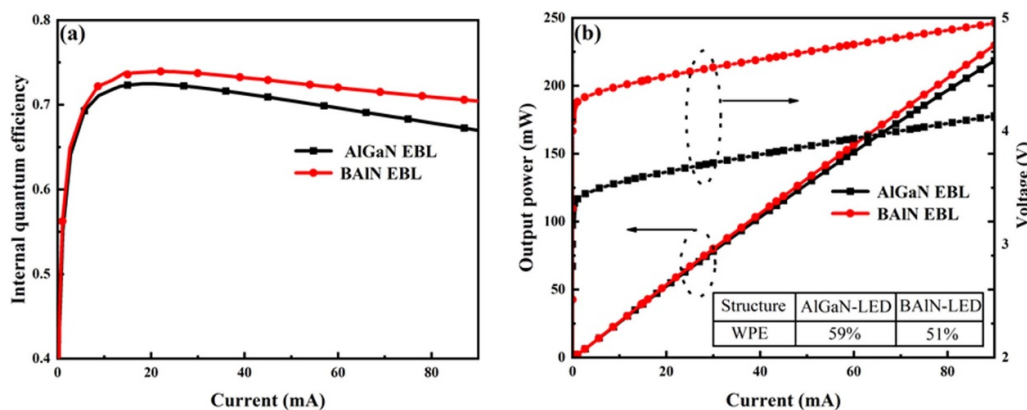 (a)
Internal quantum efficiency
0.8
0.7
0.6
0.5
0.4
0 20 40 60 80
Current (mA)
AlGaN EBL
BAlN EBL
(b)
Output power (mW)
250
200
150
100
50
0
0 20 40 60 80
Current (mA)
Voltage (V)
5
4
3
2
AlGaN EBL
BAlN EBL
Structure AlGaN-LED BAlN-LED
WPE 59% 51%